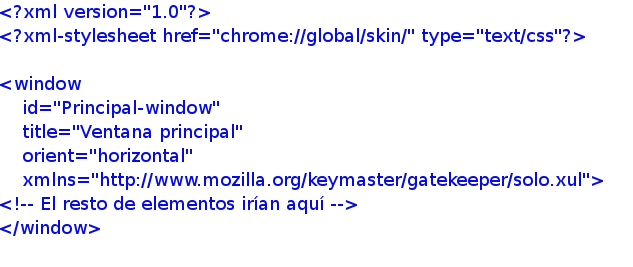 <?xml version="1.0"?>
<?xml-stylesheet href="chrome://global/skin/" type="text/css"?>
<window
id="Principal-window"
title="Ventana principal"
orient="horizontal"
xmlns="http://www.mozilla.org/keymaster/gatekeeper/solo.xul">
<!-- El resto de elementos irían aquí -->
</window>